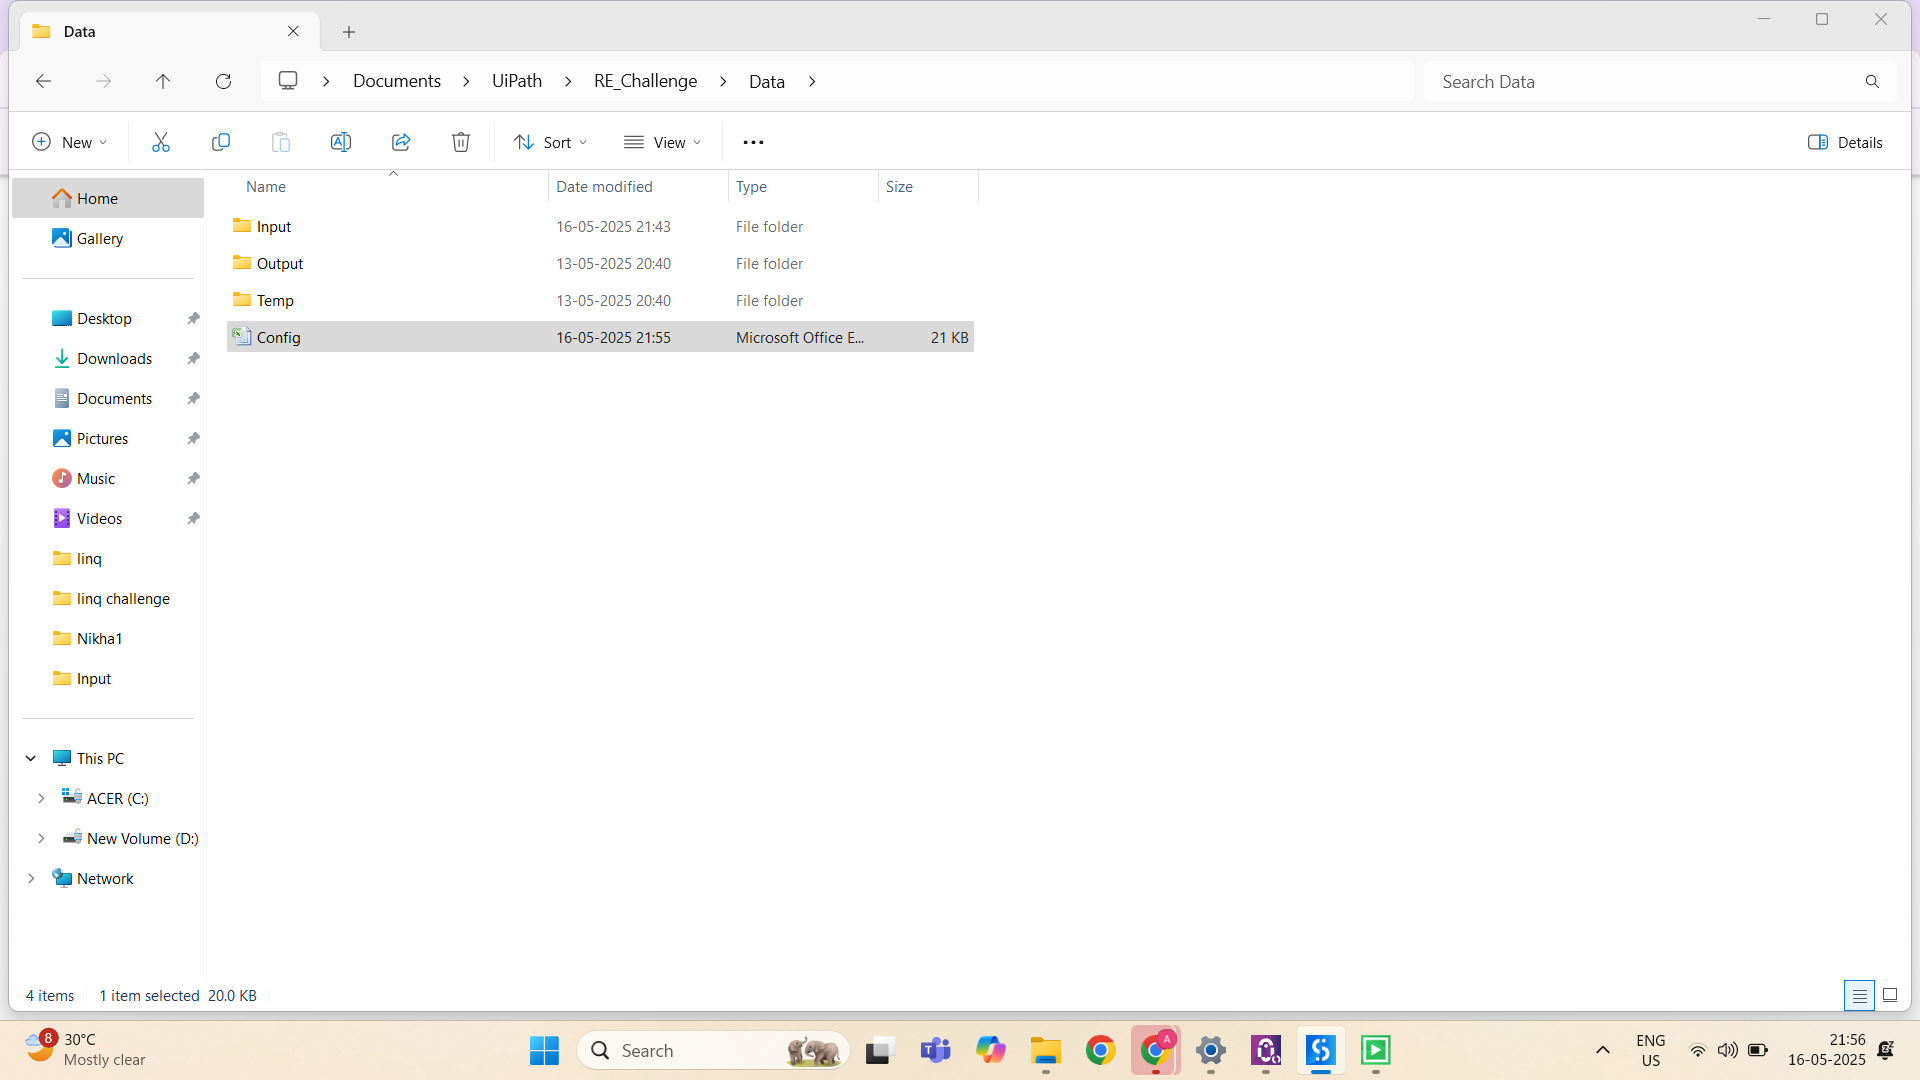 Data
Documents
UiPath
RE_Challenge
Data
Search Data
New
Sort
View
Details
Name
Date modified
Type
Size
Input
16-05-2025 21:43
File folder
Output
13-05-2025 20:40
File folder
Temp
13-05-2025 20:40
File folder
Config
16-05-2025 21:55
Microsoft Office E...
21 KB
Home
Gallery
Desktop
Downloads
Documents
Pictures
Music
Videos
linq
linq challenge
Nikha1
Input
This PC
ACER (C:)
New Volume (D:)
Network
4 items
1 item selected 20.0 KB
8
30°C
Mostly clear
Search
A
ENG
US
21:56
16-05-2025